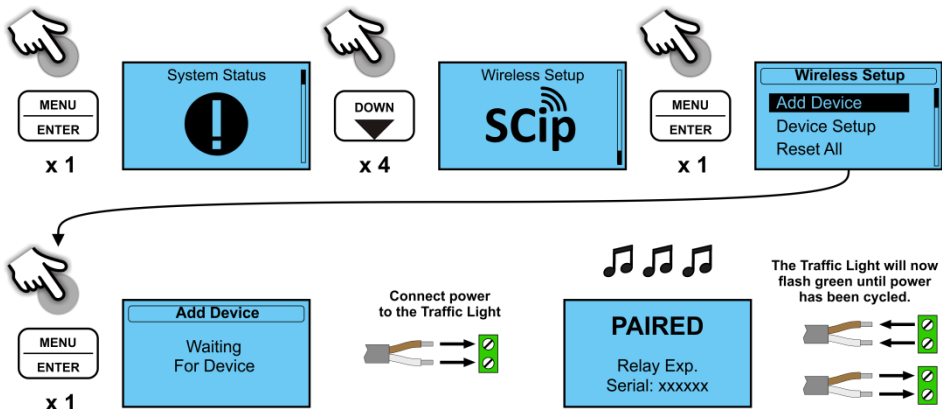 MENU
ENTER
x 1
System Status
DOWN
x 4
Wireless Setup
SCip
MENU
ENTER
x 1
Wireless Setup
Add Device
Device Setup
Reset All
MENU
ENTER
x 1
Add Device
Waiting
For Device
Connect power
to the Traffic Light
PAIRED
Relay Exp.
Serial: xxxxxx
The Traffic Light will now
flash green until power
has been cycled.